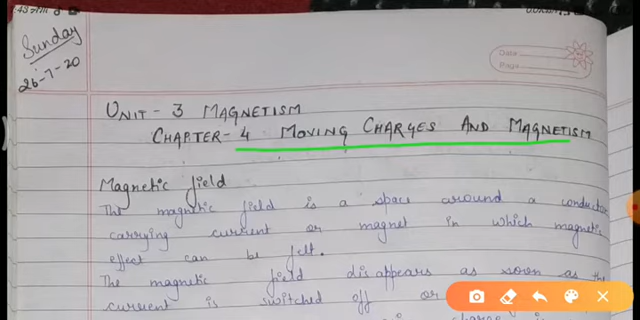 Sunday
26-7-20
Date
Page
UNIT - 3 MAGNETISM
CHAPTER- 4 MOVING CHARGES AND MAGNETISM
Magnetic field
The magnetic field is a space around a conductor
carrying current or magnet in which magnetic
effect can be felt.
The magnetic field disappears as soon as the
current is switched off or
charge is